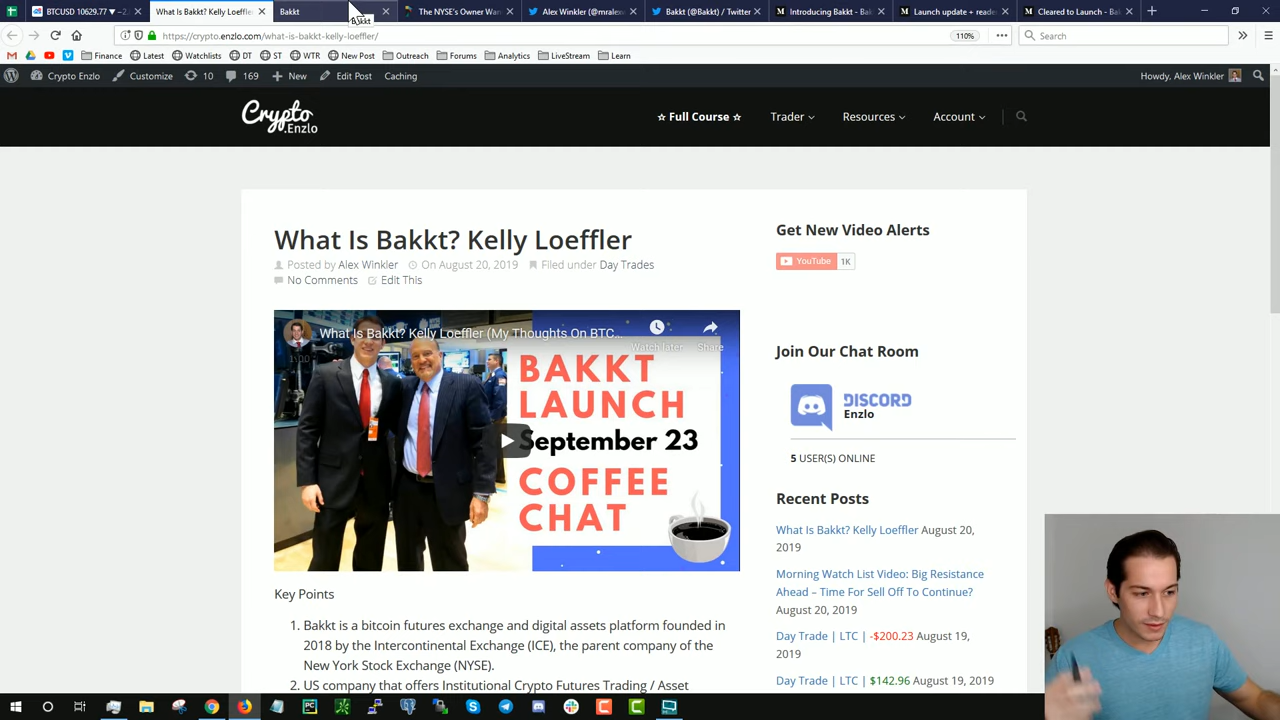 BTCUSD 10629.77 ▼ −2.
What Is Bakkt? Kelly Loeffle
Bakkt
The NYSE's Owner Wan
Alex Winkler (@mralex
Bakkt (@Bakkt) / Twitter
Introducing Bakkt - Bak
Launch update + reade
Cleared to Launch - Ba
Bakkt
https://crypto.enzlo.com/what-is-bakkt-kelly-loeffler/
110%
Search
Finance
Latest
Watchlists
DT
ST
WTR
New Post
Outreach
Forums
Analytics
LiveStream
Learn
Crypto Enzlo
Customize
10
169
New
Edit Post
Caching
Howdy, Alex Winkler
Crypto
.Enzlo
☆ Full Course ☆
Trader
Resources
Account
What Is Bakkt? Kelly Loeffler
Posted by Alex Winkler On August 20, 2019 Filed under Day Trades
No Comments Edit This
What Is Bakkt? Kelly Loeffler (My Thoughts On BTC...
Watch later
Share
BAKKT
LAUNCH
September 23
COFFEE
CHAT
Key Points
1. Bakkt is a bitcoin futures exchange and digital assets platform founded in
2018 by the Intercontinental Exchange (ICE), the parent company of the
New York Stock Exchange (NYSE).
2. US company that offers Institutional Crypto Futures Trading / Asset
Get New Video Alerts
YouTube 1K
Join Our Chat Room
DISCORD
Enzlo
5 USER(S) ONLINE
Recent Posts
What Is Bakkt? Kelly Loeffler August 20,
2019
Morning Watch List Video: Big Resistance
Ahead – Time For Sell Off To Continue?
August 20, 2019
Day Trade | LTC | -$200.23 August 19,
2019
Day Trade | LTC | $142.96 August 19, 2019